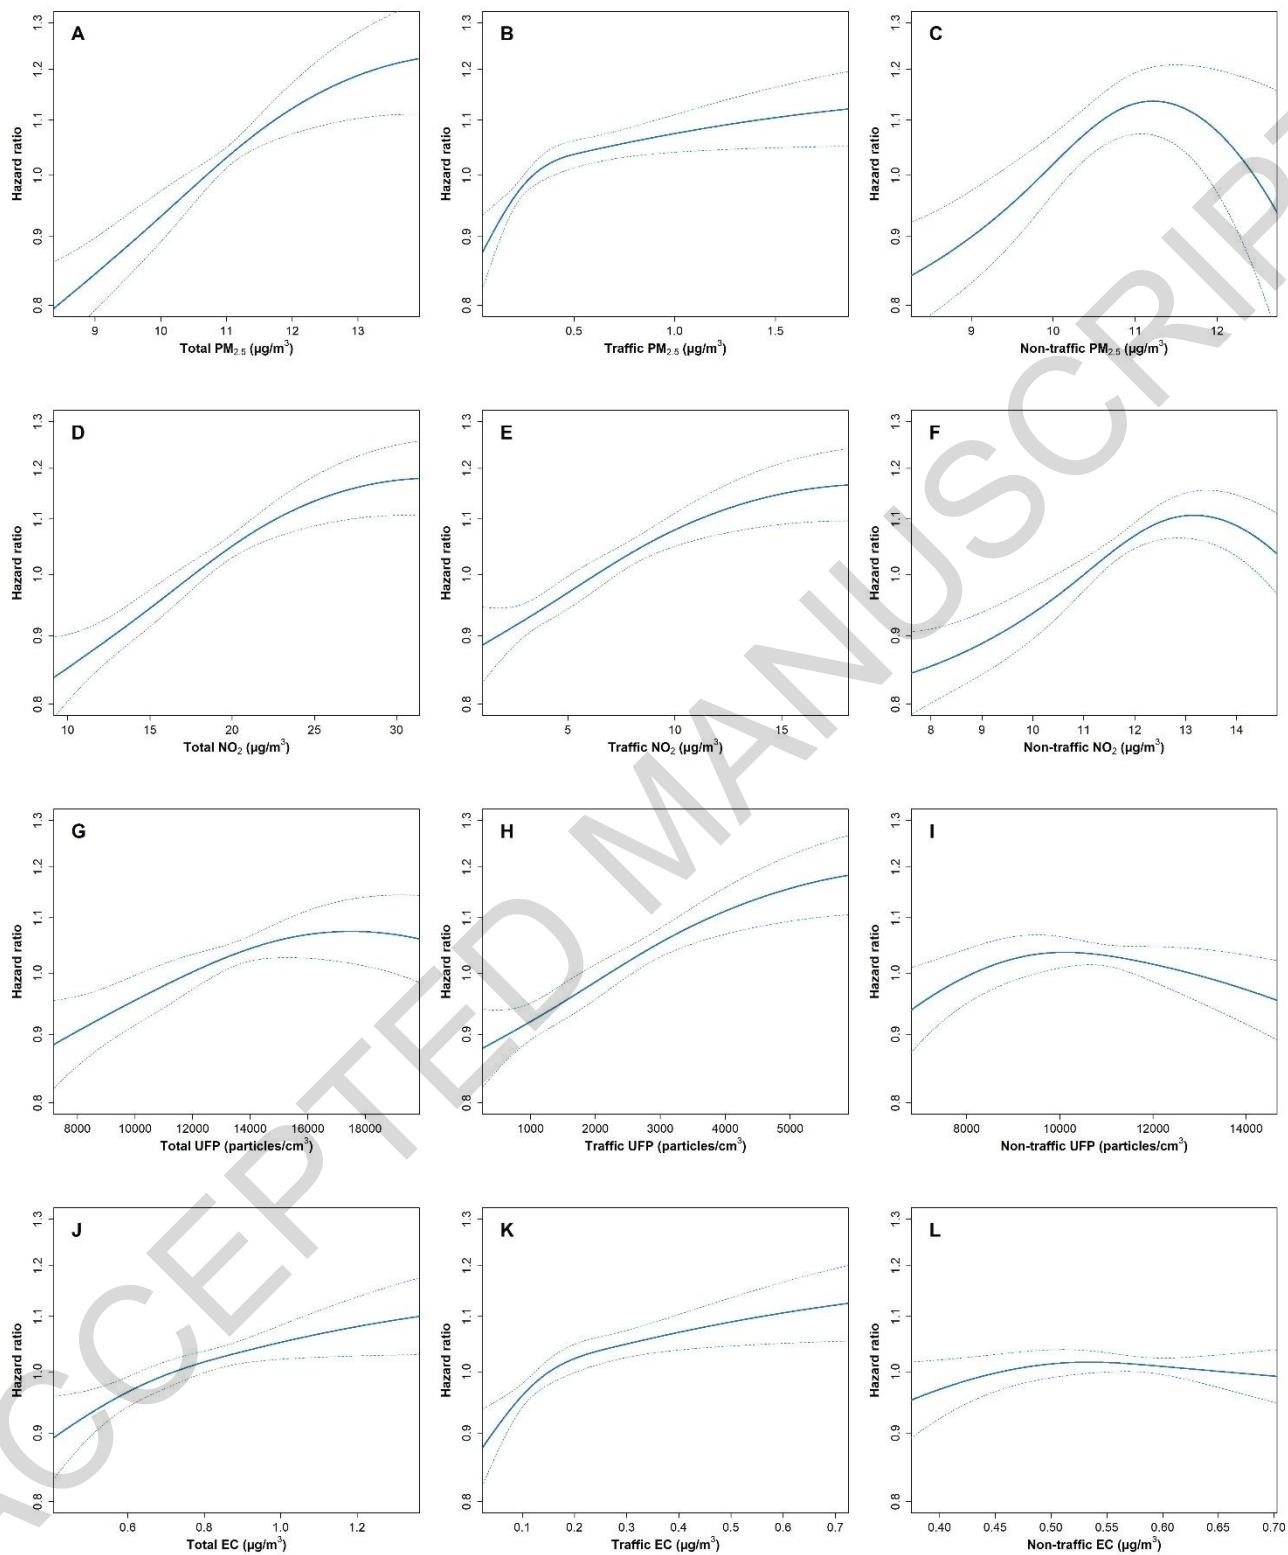 A
Hazard ratio
1.3
1.2
1.1
1.0
0.9
0.8
9 10 11 12 13
Total PM2.5 (µg/m³)
B
Hazard ratio
1.3
1.2
1.1
1.0
0.9
0.8
0.5 1.0 1.5
Traffic PM2.5 (µg/m³)
C
Hazard ratio
1.3
1.2
1.1
1.0
0.9
0.8
9 10 11 12
Non-traffic PM2.5 (µg/m³)
D
Hazard ratio
1.3
1.2
1.1
1.0
0.9
0.8
10 15 20 25 30
Total NO2 (µg/m³)
E
Hazard ratio
1.3
1.2
1.1
1.0
0.9
0.8
5 10 15
Traffic NO2 (µg/m³)
F
Hazard ratio
1.3
1.2
1.1
1.0
0.9
0.8
8 9 10 11 12 13 14
Non-traffic NO2 (µg/m³)
G
Hazard ratio
1.3
1.2
1.1
1.0
0.9
0.8
8000 10000 12000 14000 16000 18000
Total UFP (particles/cm³)
H
Hazard ratio
1.3
1.2
1.1
1.0
0.9
0.8
1000 2000 3000 4000 5000
Traffic UFP (particles/cm³)
I
Hazard ratio
1.3
1.2
1.1
1.0
0.9
0.8
8000 10000 12000 14000
Non-traffic UFP (particles/cm³)
J
Hazard ratio
1.3
1.2
1.1
1.0
0.9
0.8
0.6 0.8 1.0 1.2
Total EC (µg/m³)
K
Hazard ratio
1.3
1.2
1.1
1.0
0.9
0.8
0.1 0.2 0.3 0.4 0.5 0.6 0.7
Traffic EC (µg/m³)
L
Hazard ratio
1.3
1.2
1.1
1.0
0.9
0.8
0.40 0.45 0.50 0.55 0.60 0.65 0.70
Non-traffic EC (µg/m³)
ACCEPTED MANUSCRIPT